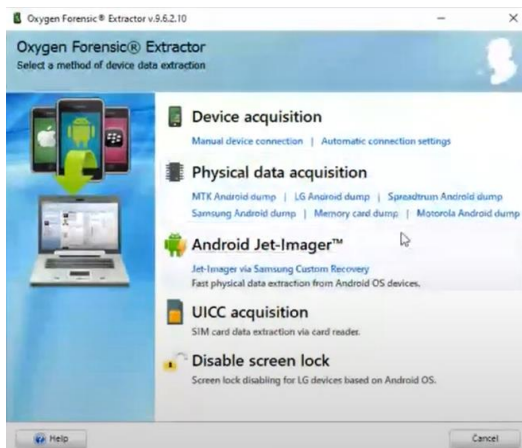 Oxygen Forensic® Extractor v.9.6.2.10
Oxygen Forensic® Extractor
Select a method of device data extraction
Device acquisition
Manual device connection | Automatic connection settings
Physical data acquisition
MTK Android dump | LG Android dump | Spreadtrum Android dump
Samsung Android dump | Memory card dump | Motorola Android dump
Android Jet-Imager™
Jet-Imager via Samsung Custom Recovery
Fast physical data extraction from Android OS devices.
UICC acquisition
SIM card data extraction via card reader.
Disable screen lock
Screen lock disabling for LG devices based on Android OS.
Help
Cancel